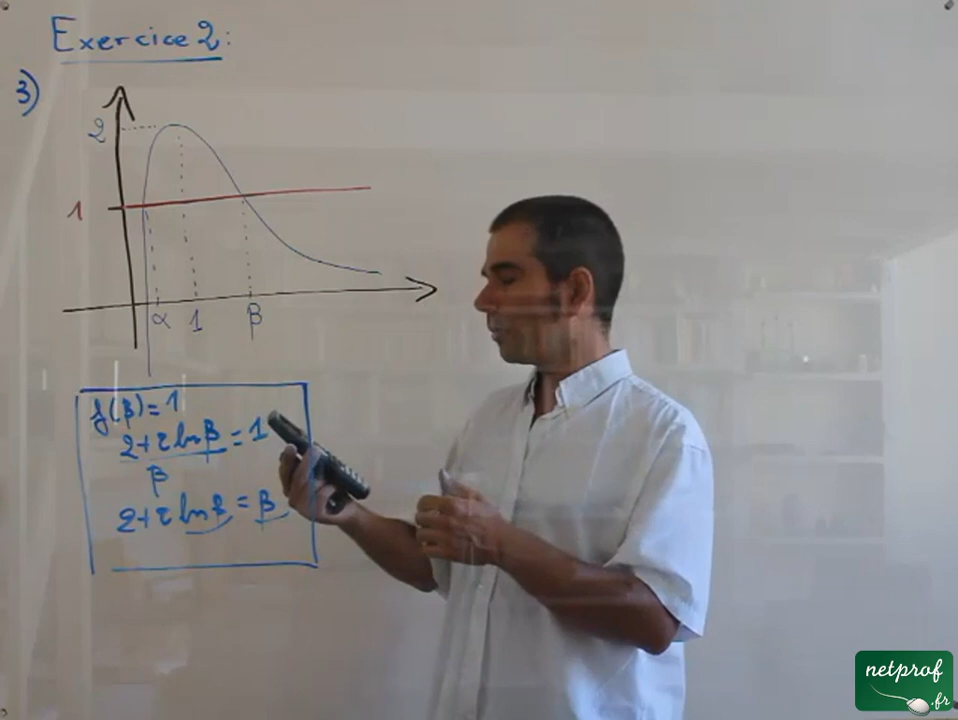 Exercice 2:
3)
2
1
α 1 β
f(β) = 1
2+2 ln β = 1
β
2+2 ln β = β
netprof
.fr